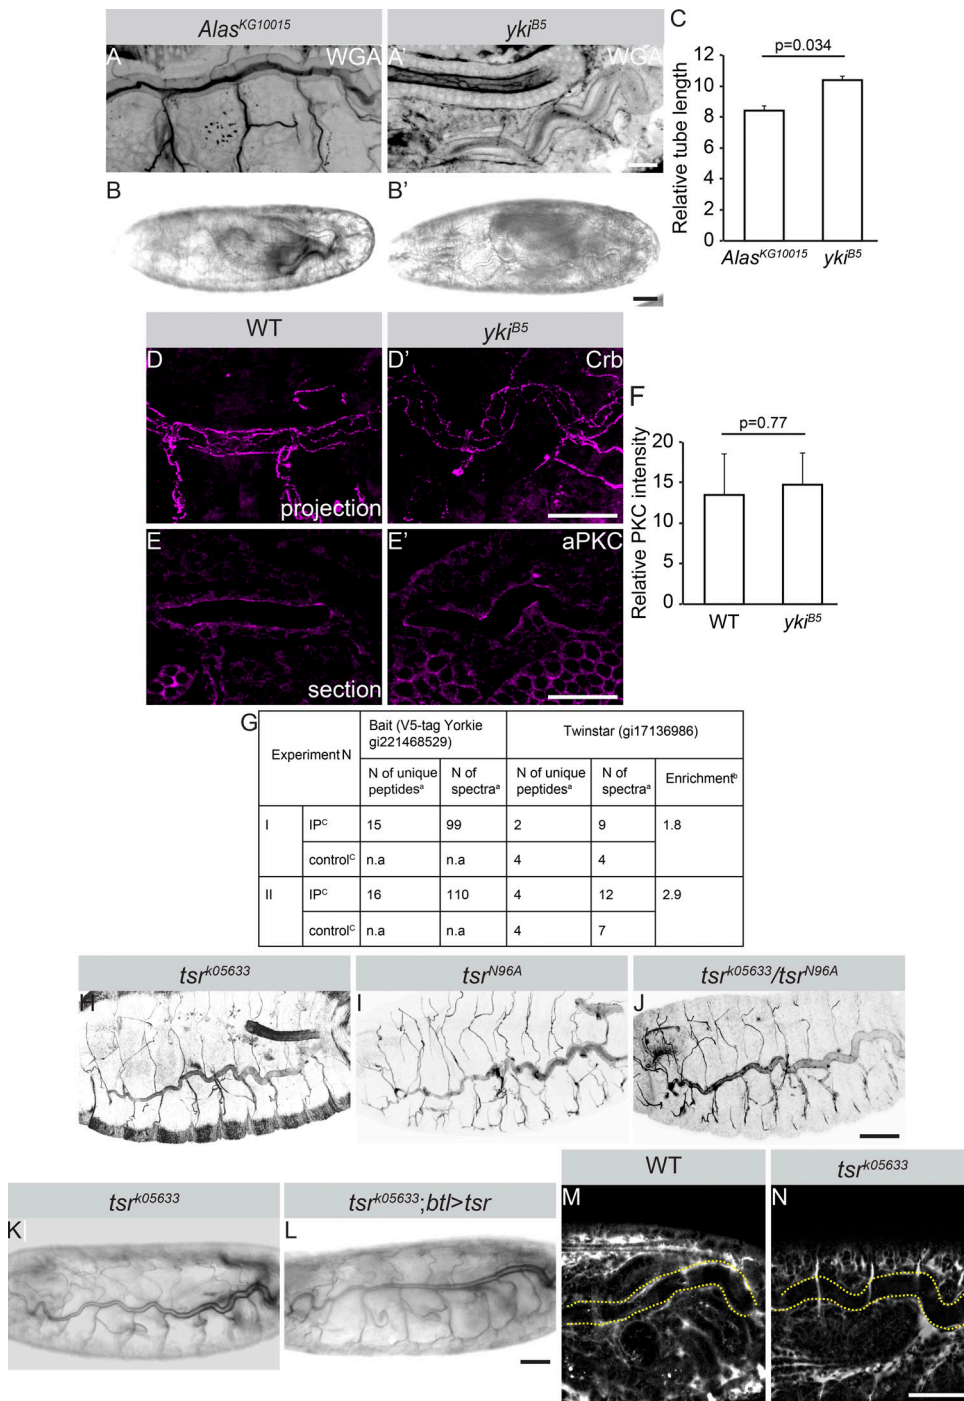 Alas^KG10015 yki^B5
A WGA A' WGA
B B'
C
p=0.034
Relative tube length
12
10
8
6
4
2
0
Alas^KG10015 yki^B5
WT yki^B5
D projection D' Crb
E section E' aPKC
F
p=0.77
Relative PKC intensity
20
15
10
5
0
WT yki^B5
G
Experiment N
Bait (V5-tag Yorkie
gi221468529)
Twinstar (gi17136986)
N of unique
peptides^a
N of
spectra^a
N of unique
peptides^a
N of
spectra^a
Enrichment^b
I IP^C 15 99 2 9 1.8
control^C n.a n.a 4 4
II IP^C 16 110 4 12 2.9
control^C n.a n.a 4 7
tsr^k05633 tsr^N96A tsr^k05633/tsr^N96A
H I J
tsr^k05633 tsr^k05633;btl>tsr
K L
WT tsr^k05633
M N